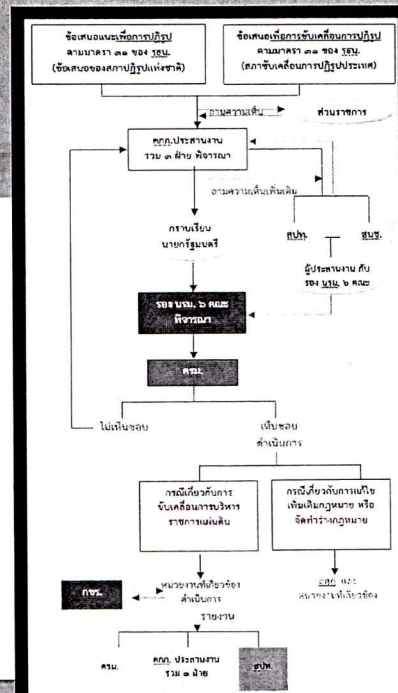 ข้อเสนอแนะเพื่อการปฏิรูป
ตามมาตรา ๓๑ ของ รธน.
(ข้อเสนอของสภาปฏิรูปแห่งชาติ)
ข้อเสนอเพื่อการขับเคลื่อนการปฏิรูป
ตามมาตรา ๓๑ ของ รธน.
(สภาขับเคลื่อนการปฏิรูปประเทศ)
ถามความเห็น
ส่วนราชการ
คกก.ประสานงาน
รวม ๓ ฝ่าย พิจารณา
ถามความเห็นเพิ่มเติม
กราบเรียน
นายกรัฐมนตรี
สปท.
สนช.
ผู้ประสานงาน กับ
รอง นรม. ๖ คณะ
รอง นรม. ๖ คณะ
พิจารณา
ครม.
ไม่เห็นชอบ
เห็นชอบ
ดำเนินการ
กรณีเกี่ยวกับการ
ขับเคลื่อนการบริหาร
ราชการแผ่นดิน
กรณีเกี่ยวกับการแก้ไข
เพิ่มเติมกฎหมาย หรือ
จัดทำร่างกฎหมาย
กขร.
หน่วยงานที่เกี่ยวข้อง
ดำเนินการ
และ
หน่วยงานที่เกี่ยวข้อง
รายงาน
ครม.
คกก. ประสานงาน
รวม ๓ ฝ่าย
สปท.